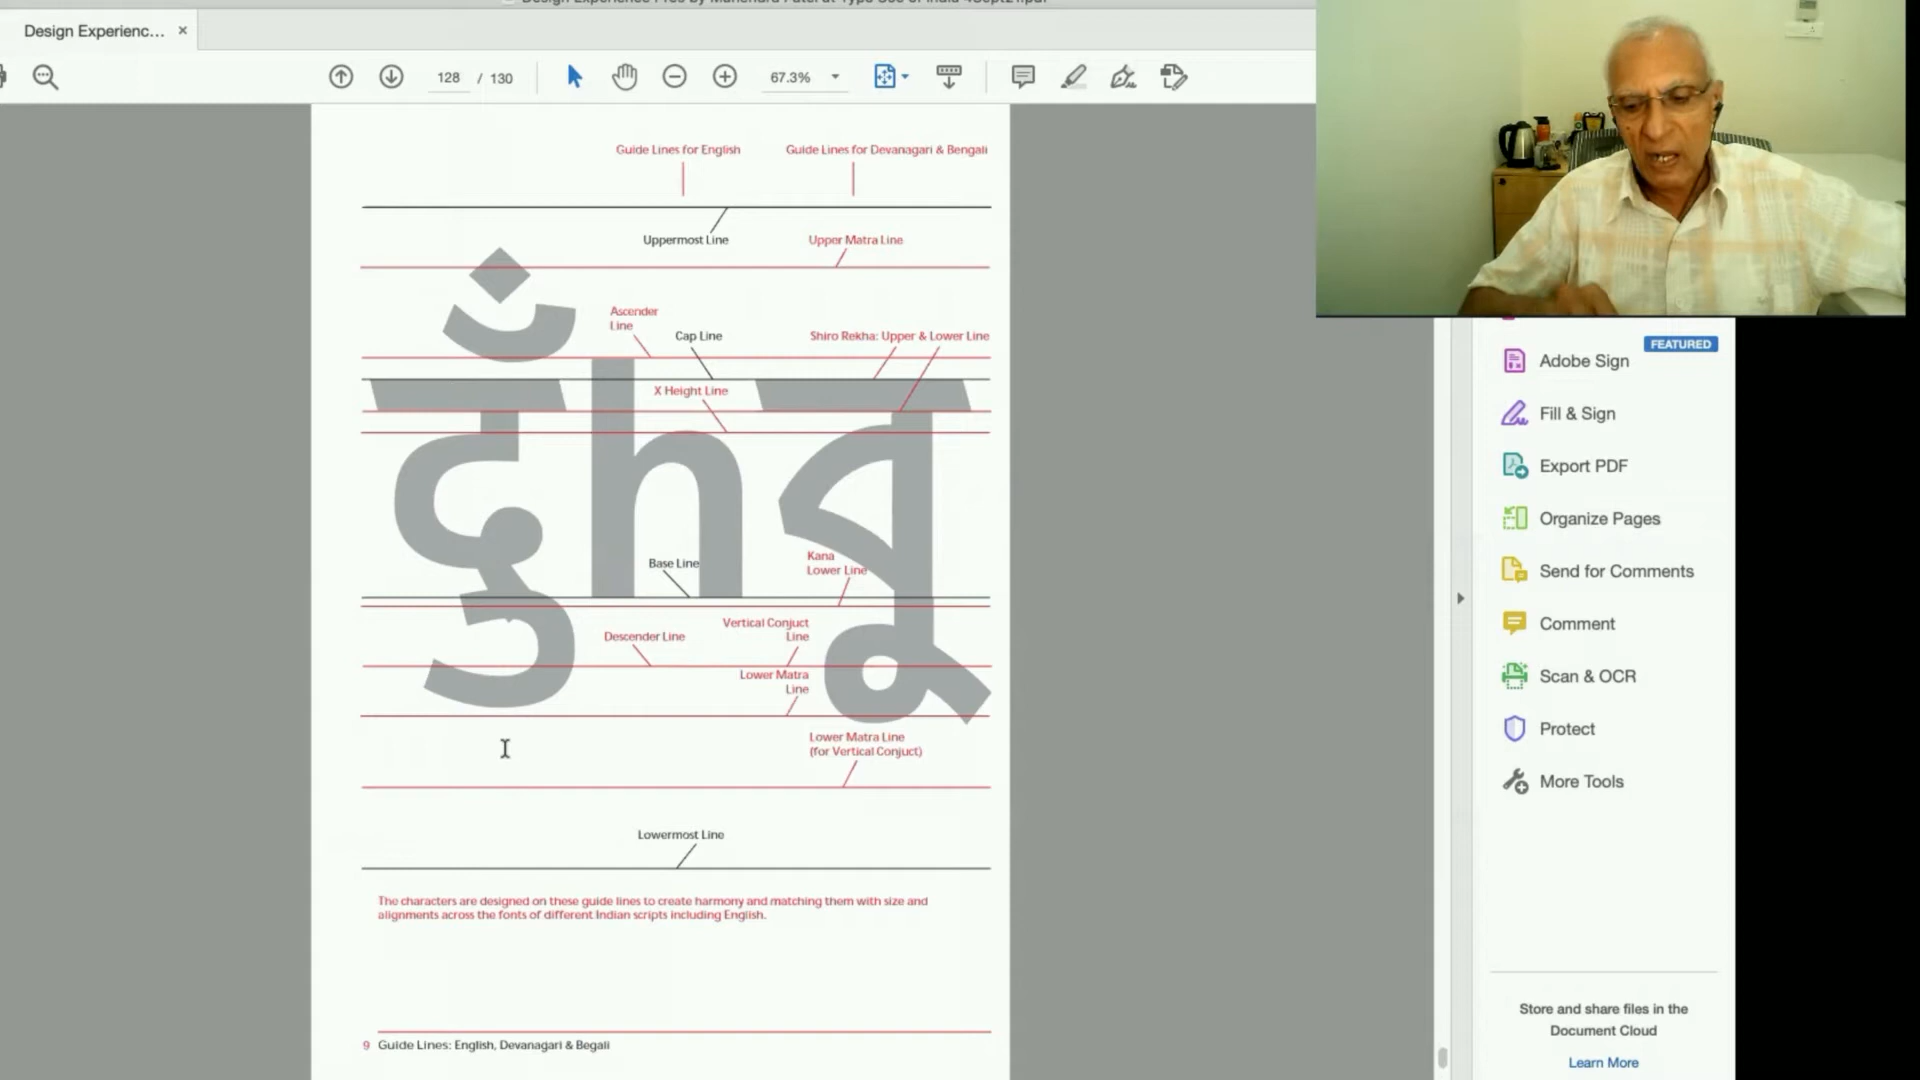 Design Experienc... ×
128 / 130
67.3%
Guide Lines for English
Guide Lines for Devanagari & Bengali
Uppermost Line
Upper Matra Line
Ascender
Line
Cap Line
Shiro Rekha: Upper & Lower Line
X Height Line
दुँ h বু
Base Line
Kana
Lower Line
Descender Line
Vertical Conjuct
Line
Lower Matra
Line
Lower Matra Line
(for Vertical Conjuct)
Lowermost Line
The characters are designed on these guide lines to create harmony and matching them with size and
alignments across the fonts of different Indian scripts including English.
9 Guide Lines: English, Devanagari & Begali
FEATURED
Adobe Sign
Fill & Sign
Export PDF
Organize Pages
Send for Comments
Comment
Scan & OCR
Protect
More Tools
Store and share files in the
Document Cloud
Learn More